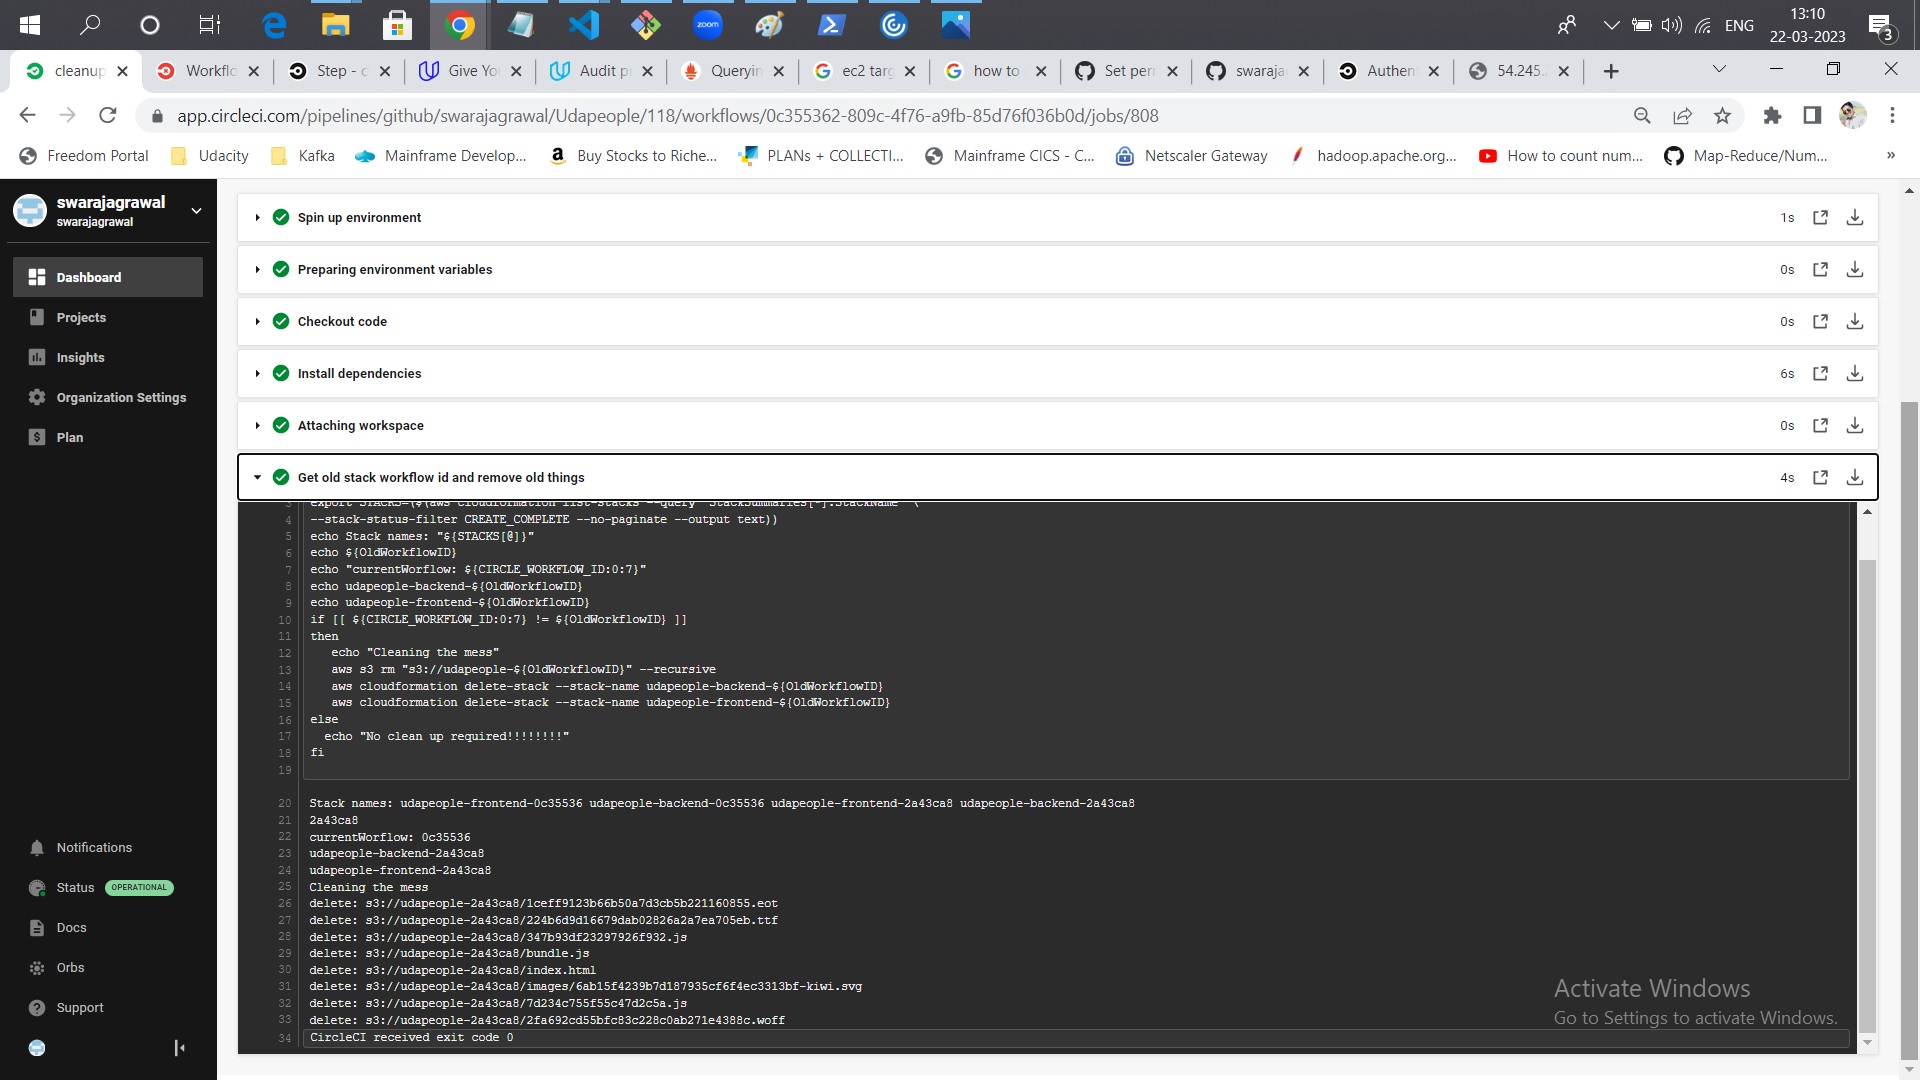 zoom
ENG
13:10
22-03-2023
3
cleanup
Workflo
Step - c
Give Yo
Audit p
Queryin
ec2 targ
how to
Set per
swaraja
Authen
54.245.
app.circleci.com/pipelines/github/swarajagrawal/Udapeople/118/workflows/0c355362-809c-4f76-a9fb-85d76f036b0d/jobs/808
Freedom Portal
Udacity
Kafka
Mainframe Develop...
Buy Stocks to Riche...
PLANs + COLLECTI...
Mainframe CICS - C...
Netscaler Gateway
hadoop.apache.org...
How to count num...
Map-Reduce/Num...
»
swarajagrawal
swarajagrawal
Dashboard
Projects
Insights
Organization Settings
Plan
Notifications
Status OPERATIONAL
Docs
Orbs
Support
Spin up environment 1s
Preparing environment variables 0s
Checkout code 0s
Install dependencies 6s
Attaching workspace 0s
Get old stack workflow id and remove old things 4s
3 export STACKS=($(aws cloudformation list-stacks --query "StackSummaries[*].StackName" \
4 --stack-status-filter CREATE_COMPLETE --no-paginate --output text))
5 echo Stack names: "${STACKS[@]}"
6 echo ${OldWorkflowID}
7 echo "currentWorflow: ${CIRCLE_WORKFLOW_ID:0:7}"
8 echo udapeople-backend-${OldWorkflowID}
9 echo udapeople-frontend-${OldWorkflowID}
10 if [[ ${CIRCLE_WORKFLOW_ID:0:7} != ${OldWorkflowID} ]]
11 then
12 echo "Cleaning the mess"
13 aws s3 rm "s3://udapeople-${OldWorkflowID}" --recursive
14 aws cloudformation delete-stack --stack-name udapeople-backend-${OldWorkflowID}
15 aws cloudformation delete-stack --stack-name udapeople-frontend-${OldWorkflowID}
16 else
17 echo "No clean up required!!!!!!!!"
18 fi
19
20 Stack names: udapeople-frontend-0c35536 udapeople-backend-0c35536 udapeople-frontend-2a43ca8 udapeople-backend-2a43ca8
21 2a43ca8
22 currentWorflow: 0c35536
23 udapeople-backend-2a43ca8
24 udapeople-frontend-2a43ca8
25 Cleaning the mess
26 delete: s3://udapeople-2a43ca8/1ceff9123b66b50a7d3cb5b221160855.eot
27 delete: s3://udapeople-2a43ca8/224b6d9d16679dab02826a2a7ea705eb.ttf
28 delete: s3://udapeople-2a43ca8/347b93df23297926f932.js
29 delete: s3://udapeople-2a43ca8/bundle.js
30 delete: s3://udapeople-2a43ca8/index.html
31 delete: s3://udapeople-2a43ca8/images/6ab15f4239b7d187935cf6f4ec3313bf-kiwi.svg
32 delete: s3://udapeople-2a43ca8/7d234c755f55c47d2c5a.js
33 delete: s3://udapeople-2a43ca8/2fa692cd55bfc83c228c0ab271e4388c.woff
34 CircleCI received exit code 0
Activate Windows
Go to Settings to activate Windows.